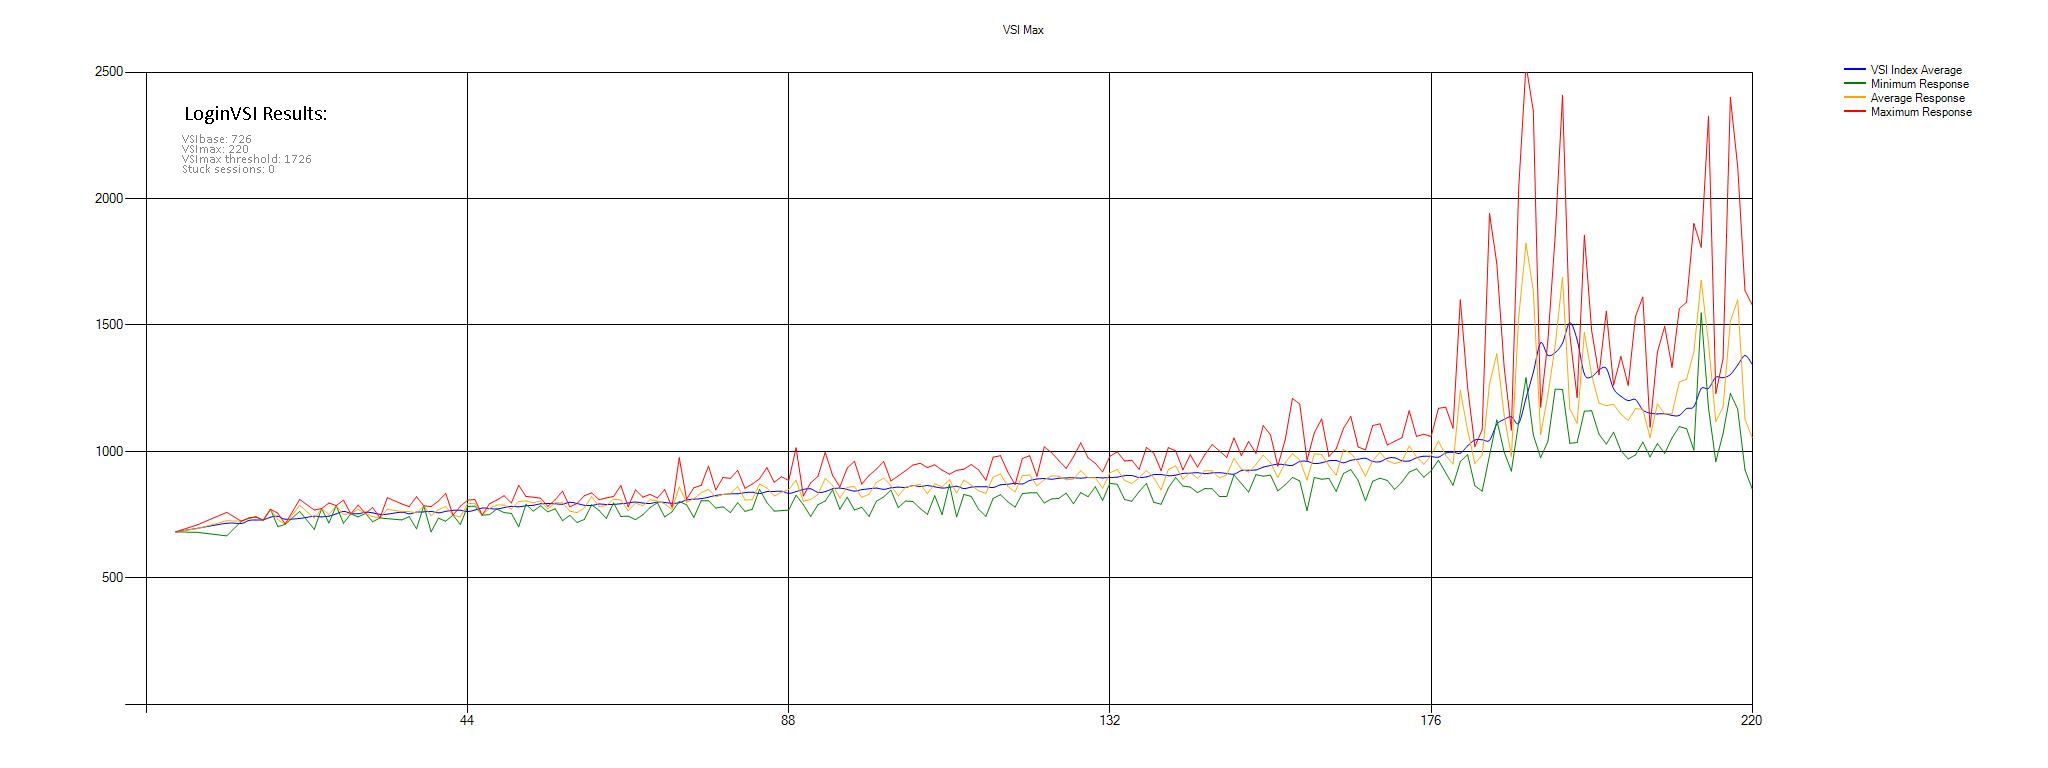 VSI Max
2500
2000
1500
1000
500
LoginVSI Results:
VSIbase: 726
VSImax: 220
VSImax threshold: 1726
Stuck sessions: 0
44
88
132
176
220
VSI Index Average
Minimum Response
Average Response
Maximum Response